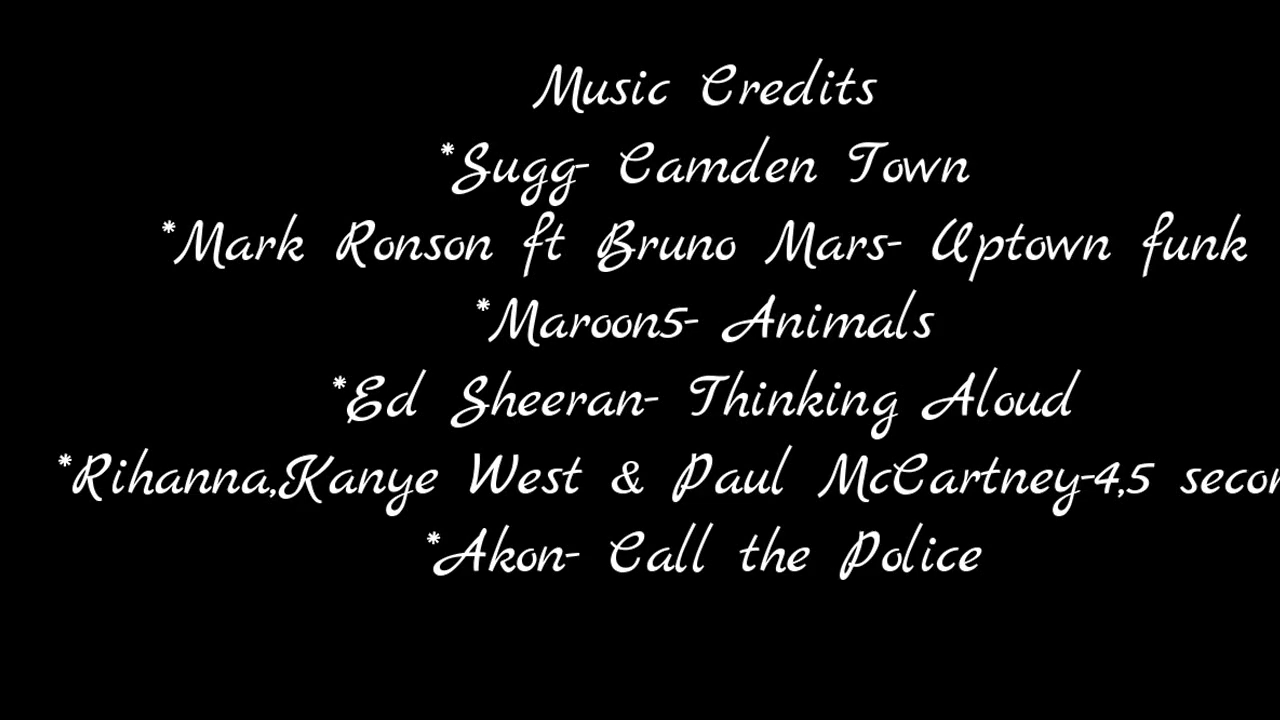 Music Credits
*Sugg- Camden Town
*Mark Ronson ft Bruno Mars- Uptown funk
*Maroon5- Animals
*Ed Sheeran- Thinking Aloud
*Rihanna,Kanye West & Paul McCartney-4,5
*Akon- Call the Police